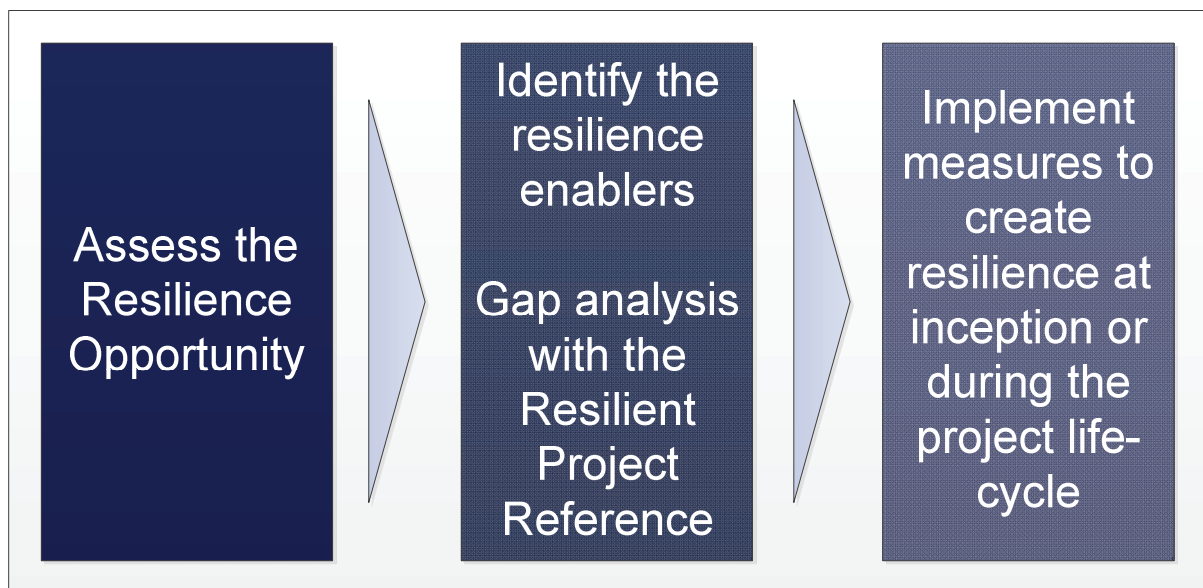 Assess the
Resilience
Opportunity
Identify the
resilience
enablers
Gap analysis
with the
Resilient
Project
Reference
Implement
measures to
create
resilience at
inception or
during the
project life-
cycle